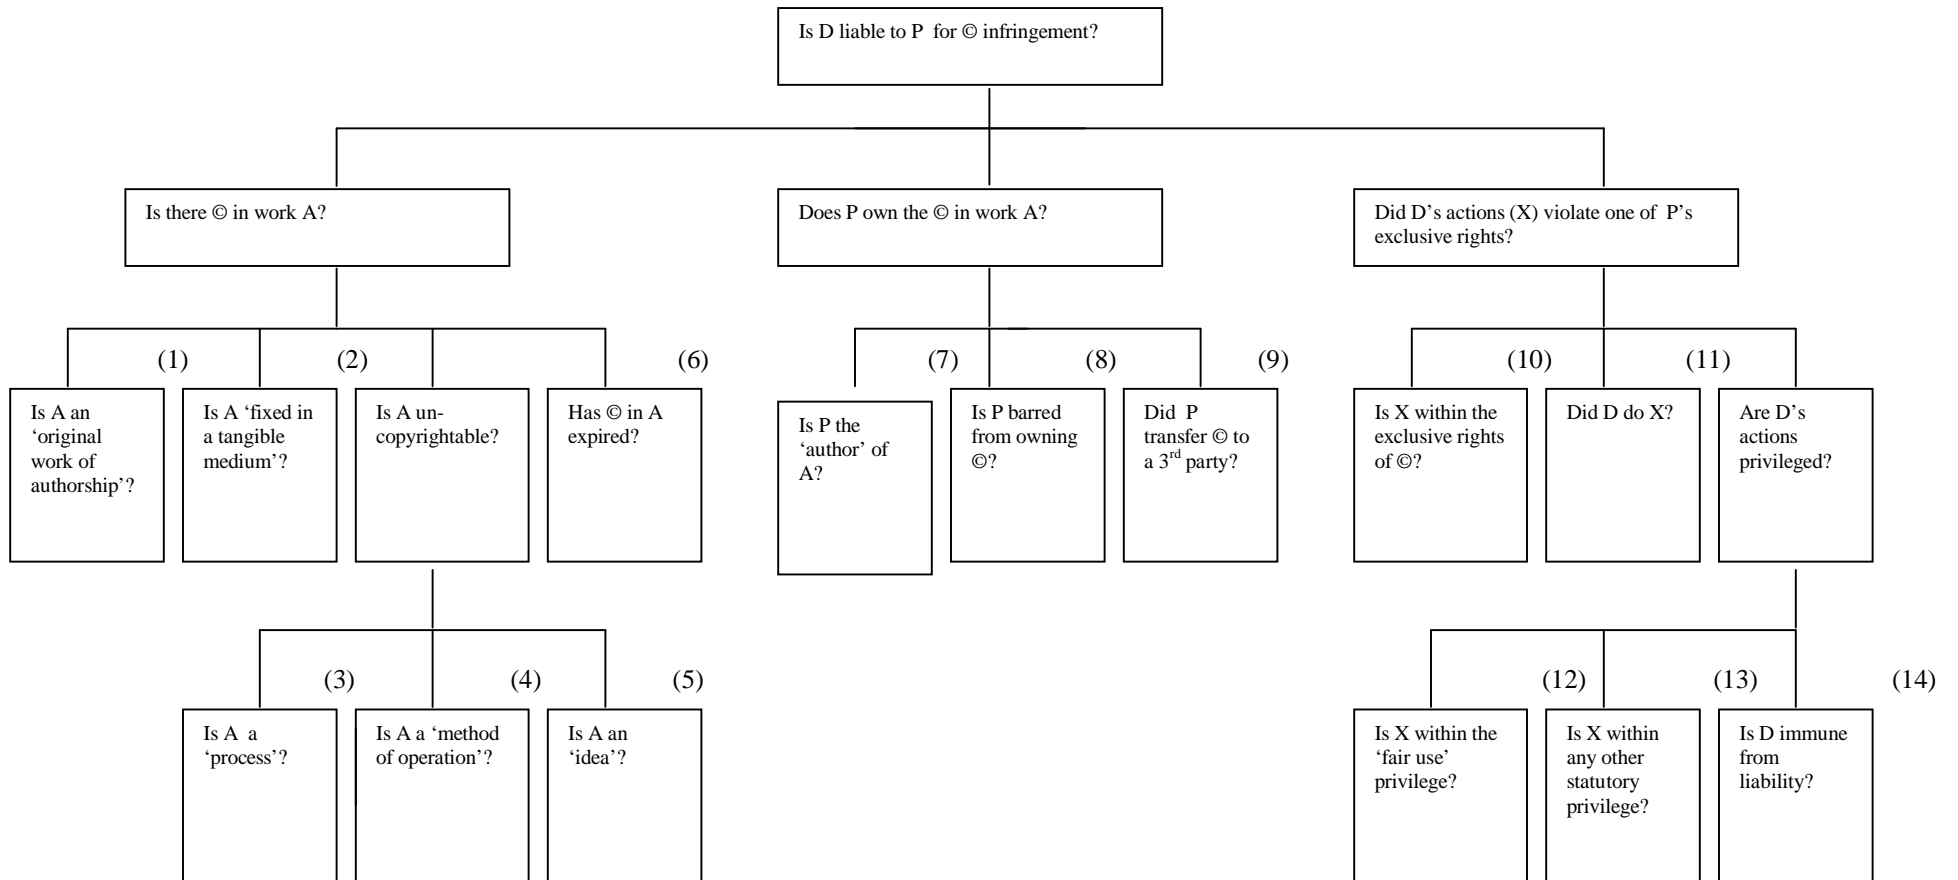 Is D liable to P for © infringement?
Is there © in work A?
Does P own the © in work A?
Did D’s actions (X) violate one of P’s
exclusive rights?
(1)
(2)
(6)
(7)
(8)
(9)
(10)
(11)
Is A an
‘original
work of
authorship’?
Is A ‘fixed in
a tangible
medium’?
Is A un-
copyrightable?
Has © in A
expired?
Is P the
‘author’ of
A?
Is P barred
from owning
©?
Did P
transfer © to
a 3rd party?
Is X within the
exclusive rights
of ©?
Did D do X?
Are D’s
actions
privileged?
(3)
(4)
(5)
(12)
(13)
(14)
Is A a
‘process’?
Is A a ‘method
of operation’?
Is A an
‘idea’?
Is X within the
‘fair use’
privilege?
Is X within
any other
statutory
privilege?
Is D immune
from
liability?